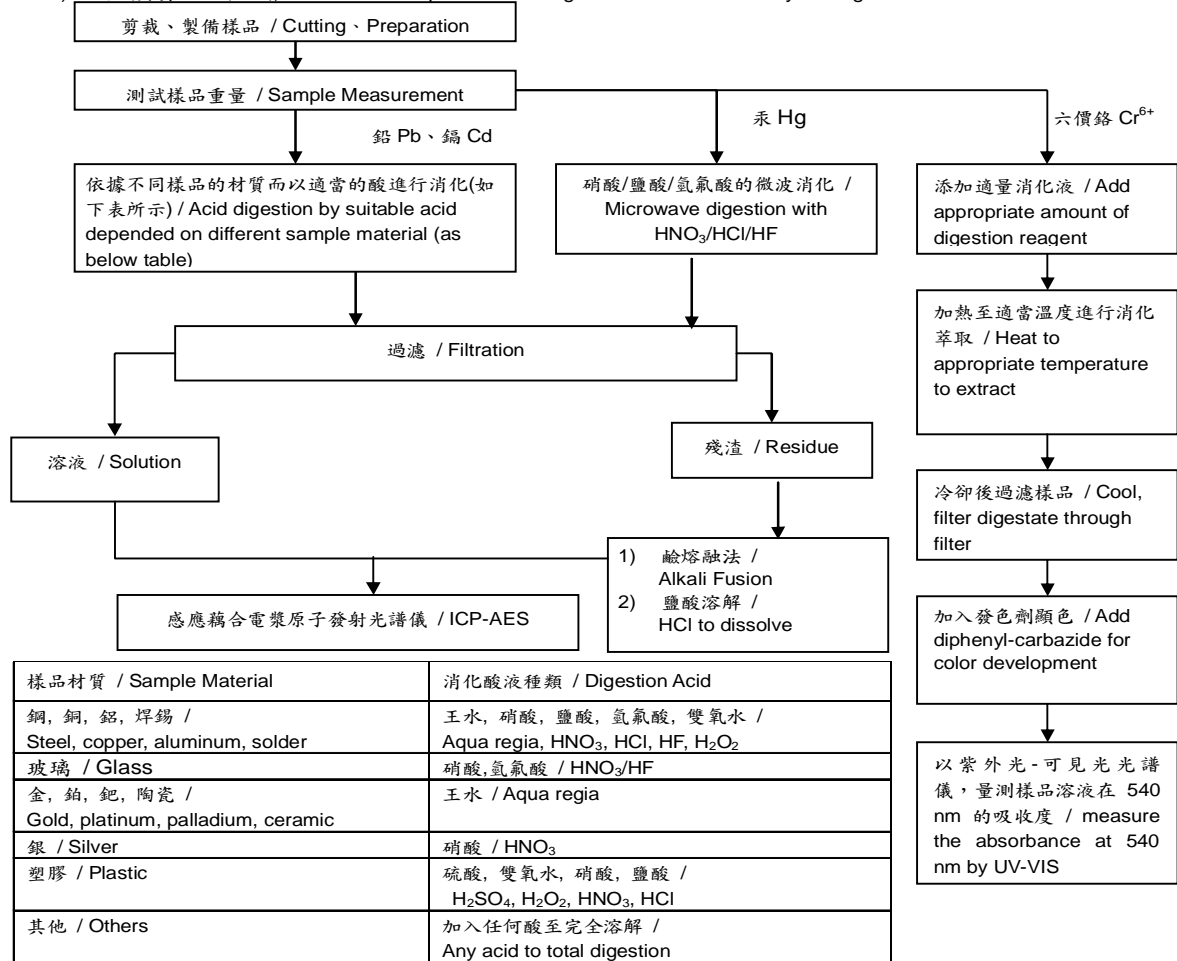 剪裁、製備樣品 / Cutting、Preparation
測試樣品重量 / Sample Measurement
鉛 Pb、鎘 Cd
汞 Hg
六價鉻 Cr6+
依據不同樣品的材質而以適當的酸進行消化(如
下表所示) / Acid digestion by suitable acid
depended on different sample material (as
below table)
硝酸/鹽酸/氫氟酸的微波消化 /
Microwave digestion with
HNO3/HCl/HF
添加適量消化液 / Add
appropriate amount of
digestion reagent
過濾 / Filtration
加熱至適當溫度進行消化
萃取 / Heat to
appropriate temperature
to extract
溶液 / Solution
殘渣 / Residue
冷卻後過濾樣品 / Cool,
filter digestate through
filter
1) 鹼熔融法 /
Alkali Fusion
2) 鹽酸溶解 /
HCl to dissolve
感應藕合電漿原子發射光譜儀 / ICP-AES
加入發色劑顯色 / Add
diphenyl-carbazide for
color development
以紫外光-可見光光譜
儀，量測樣品溶液在 540
nm 的吸收度 / measure
the absorbance at 540
nm by UV-VIS
樣品材質 / Sample Material
消化酸液種類 / Digestion Acid
鋼, 銅, 鋁, 焊錫 /
Steel, copper, aluminum, solder
王水, 硝酸, 鹽酸, 氫氟酸, 雙氧水 /
Aqua regia, HNO3, HCl, HF, H2O2
玻璃 / Glass
硝酸,氫氟酸 / HNO3/HF
金, 鉑, 鈀, 陶瓷 /
Gold, platinum, palladium, ceramic
王水 / Aqua regia
銀 / Silver
硝酸 / HNO3
塑膠 / Plastic
硫酸, 雙氧水, 硝酸, 鹽酸 /
H2SO4, H2O2, HNO3, HCl
其他 / Others
加入任何酸至完全溶解 /
Any acid to total digestion